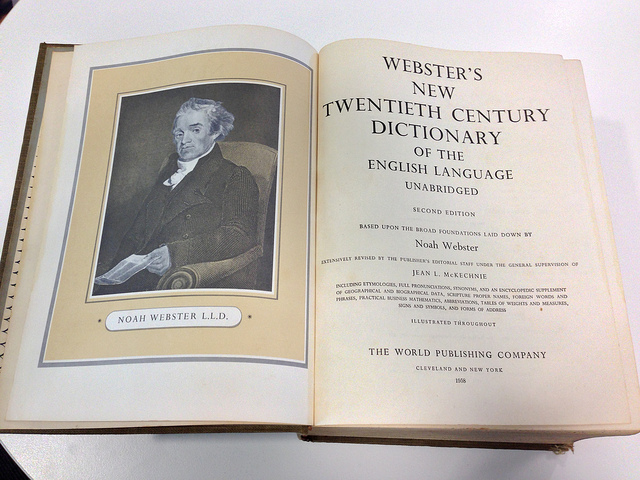 NOAH WEBSTER L.L.D.
WEBSTER'S
NEW
TWENTIETH CENTURY
DICTIONARY
OF THE
ENGLISH LANGUAGE
UNABRIDGED
SECOND EDITION
BASED UPON THE BROAD FOUNDATIONS LAID DOWN BY
Noah Webster
EXTENSIVELY REVISED BY THE PUBLISHER'S EDITORIAL STAFF UNDER THE GENERAL SUPERVISION OF
JEAN L. McKECHNIE
INCLUDING ETYMOLOGIES, FULL PRONUNCIATIONS, SYNONYMS, AND AN ENCYCLOPEDIC SUPPLEMENT
OF GEOGRAPHICAL AND BIOGRAPHICAL DATA, SCRIPTURE PROPER NAMES, FOREIGN WORDS AND
PHRASES, PRACTICAL BUSINESS MATHEMATICS, ABBREVIATIONS, TABLES OF WEIGHTS AND MEASURES,
SIGNS AND SYMBOLS, AND FORMS OF ADDRESS
ILLUSTRATED THROUGHOUT
THE WORLD PUBLISHING COMPANY
CLEVELAND AND NEW YORK
1958